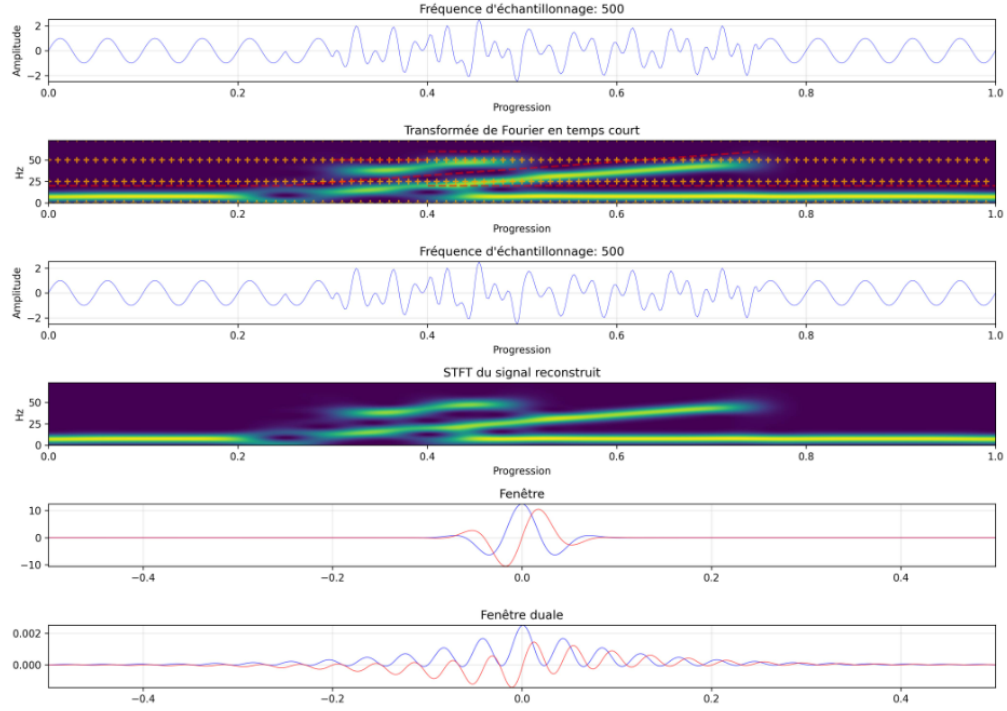 Fréquence d'échantillonnage: 500
Amplitude
2
0
−2
0.0 0.2 0.4 0.6 0.8 1.0
Progression
Transformée de Fourier en temps court
Hz
50
25
0
0.0 0.2 0.4 0.6 0.8 1.0
Progression
Fréquence d'échantillonnage: 500
Amplitude
2
0
−2
0.0 0.2 0.4 0.6 0.8 1.0
Progression
STFT du signal reconstruit
Hz
50
25
0
0.0 0.2 0.4 0.6 0.8 1.0
Progression
Fenêtre
10
0
−10
−0.4 −0.2 0.0 0.2 0.4
Fenêtre duale
0.002
0.000
−0.4 −0.2 0.0 0.2 0.4